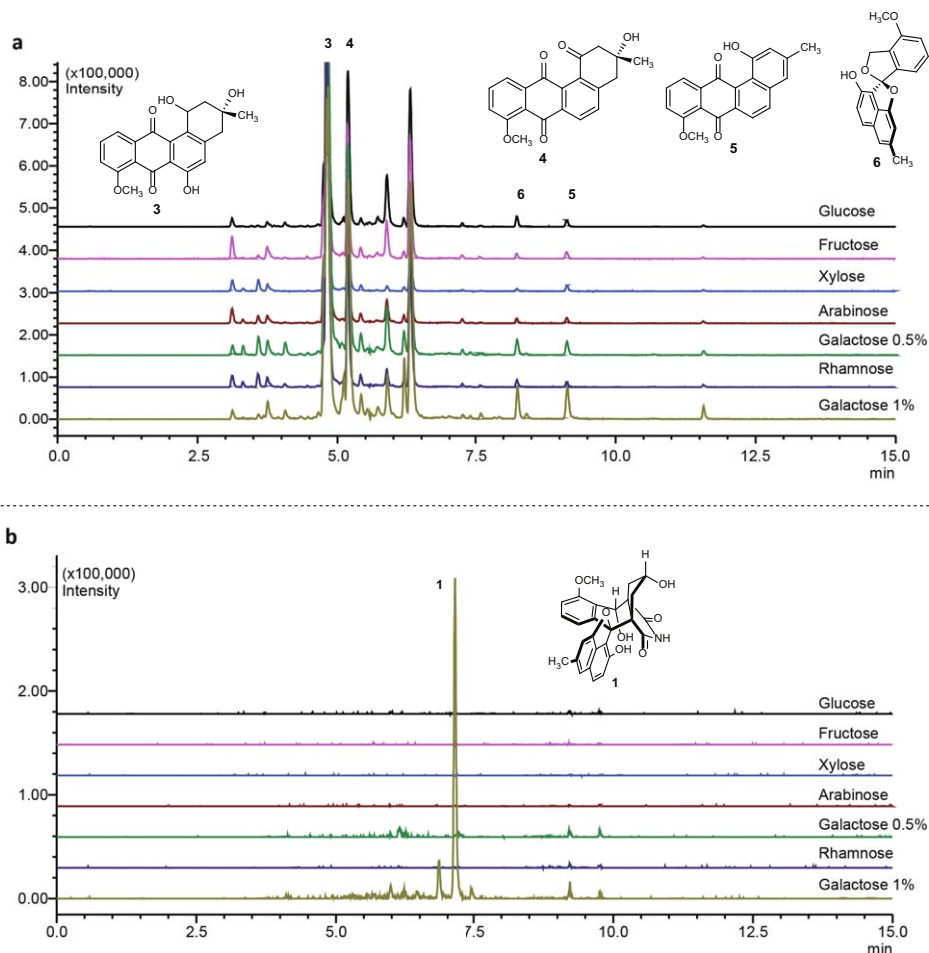 a
(x100,000)
Intensity
8.00
7.00
6.00
5.00
4.00
3.00
2.00
1.00
0.00
3
4
OH
OH
CH₃
O
O
OCH₃
OH
3
O
OH
CH₃
O
O
OCH₃
4
OH
CH₃
O
O
OCH₃
5
H₃CO
O
HO
O
CH₃
6
6
5
Glucose
Fructose
Xylose
Arabinose
Galactose 0.5%
Rhamnose
Galactose 1%
0.0
2.5
5.0
7.5
10.0
12.5
15.0
min
b
(x100,000)
Intensity
3.00
2.00
1.00
0.00
1
H
OH
OCH₃
H
O
O
NH
O
OH
OH
H₃C
1
Glucose
Fructose
Xylose
Arabinose
Galactose 0.5%
Rhamnose
Galactose 1%
0.0
2.5
5.0
7.5
10.0
12.5
15.0
min